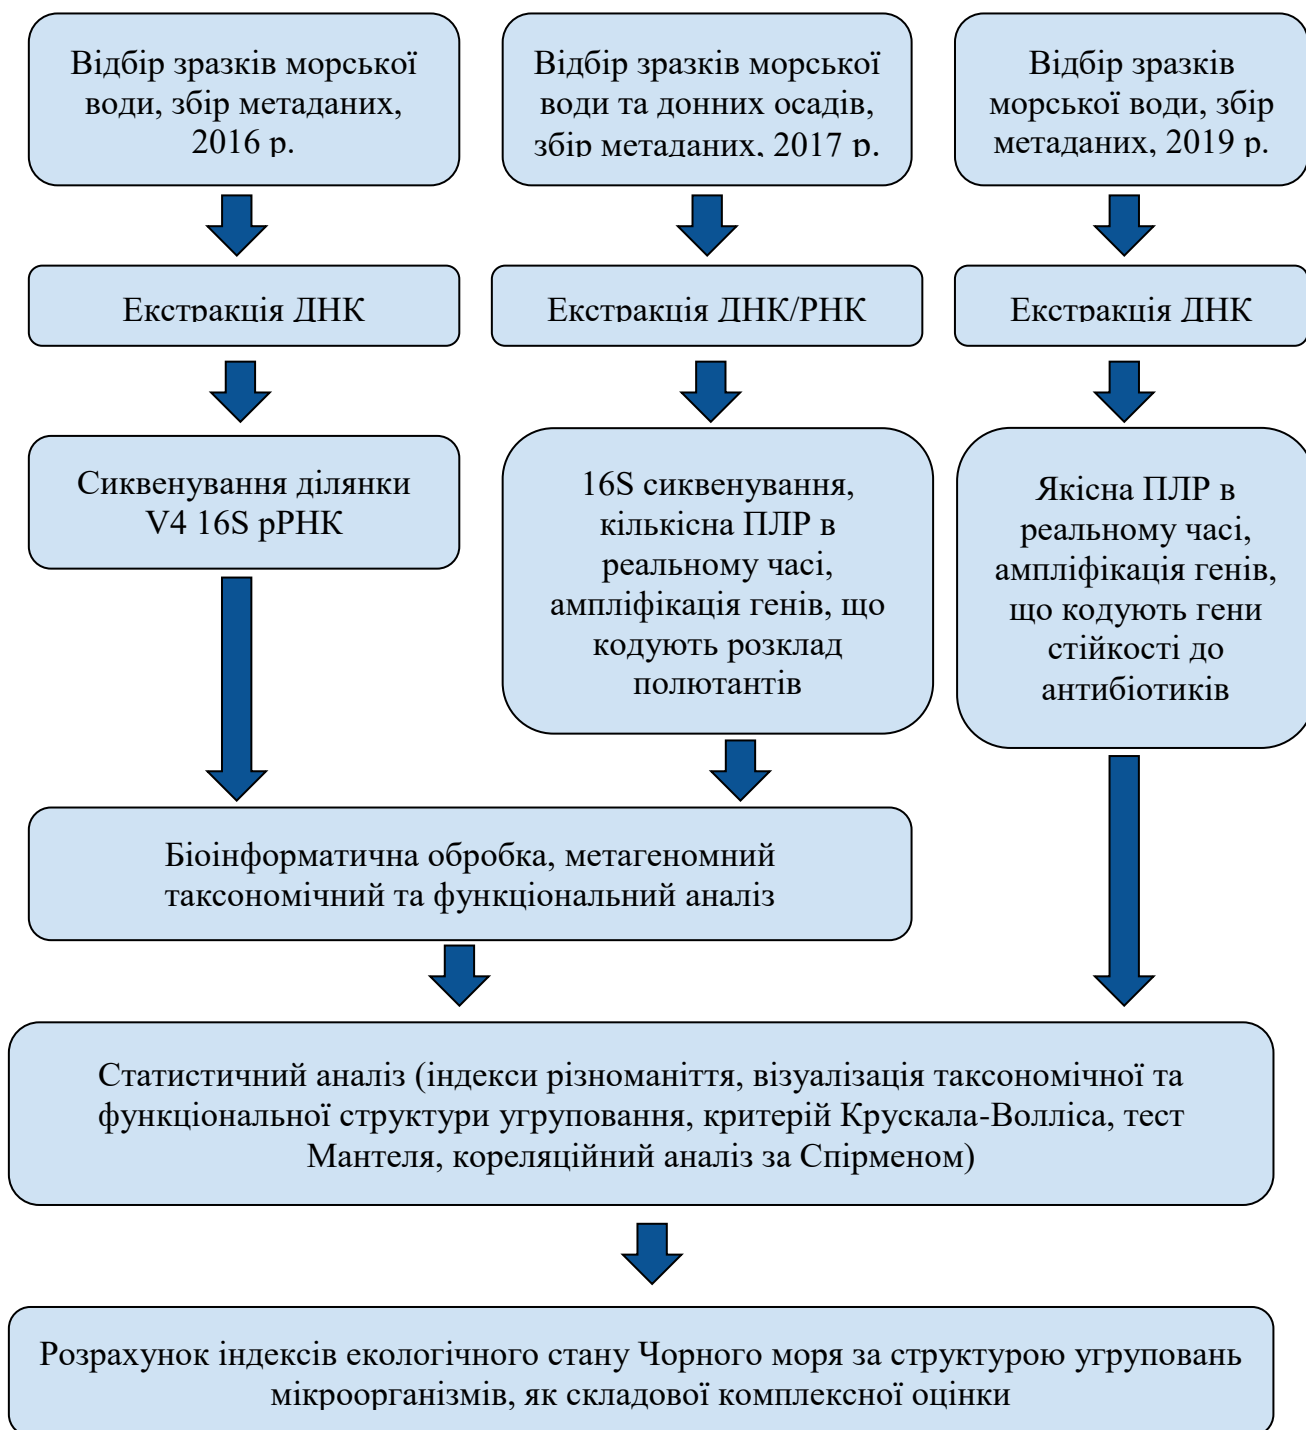 Відбір зразків морської
води, збір метаданих,
2016 р.
Відбір зразків морської
води та донних осадів,
збір метаданих, 2017 р.
Відбір зразків
морської води, збір
метаданих, 2019 р.
Екстракція ДНК
Екстракція ДНК/РНК
Екстракція ДНК
Сиквенування ділянки
V4 16S рРНК
16S сиквенування,
кількісна ПЛР в
реальному часі,
ампліфікація генів, що
кодують розклад
полютантів
Якісна ПЛР в
реальному часі,
ампліфікація генів,
що кодують гени
стійкості до
антибіотиків
Біоінформатична обробка, метагеномний
таксономічний та функціональний аналіз
Статистичний аналіз (індекси різноманіття, візуалізація таксономічної та
функціональної структури угруповання, критерій Крускала-Волліса, тест
Мантеля, кореляційний аналіз за Спірменом)
Розрахунок індексів екологічного стану Чорного моря за структурою угруповань
мікроорганізмів, як складової комплексної оцінки